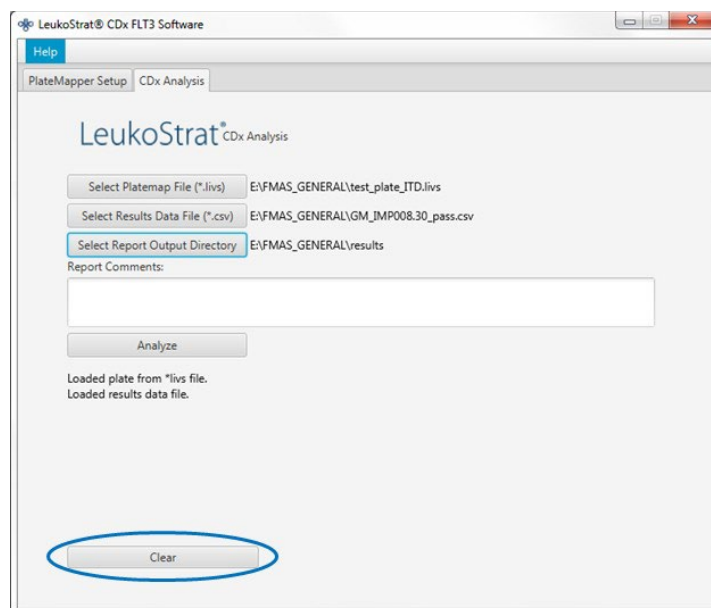 LeukoStrat® CDx FLT3 Software
Help
PlateMapper Setup CDx Analysis
LeukoStrat® CDx Analysis
Select Platemap File (*.livs) E:\FMAS_GENERAL\test_plate_ITD.livs
Select Results Data File (*.csv) E:\FMAS_GENERAL\GM_IMP008.30_pass.csv
Select Report Output Directory E:\FMAS_GENERAL\results
Report Comments:
Analyze
Loaded plate from *livs file.
Loaded results data file.
Clear